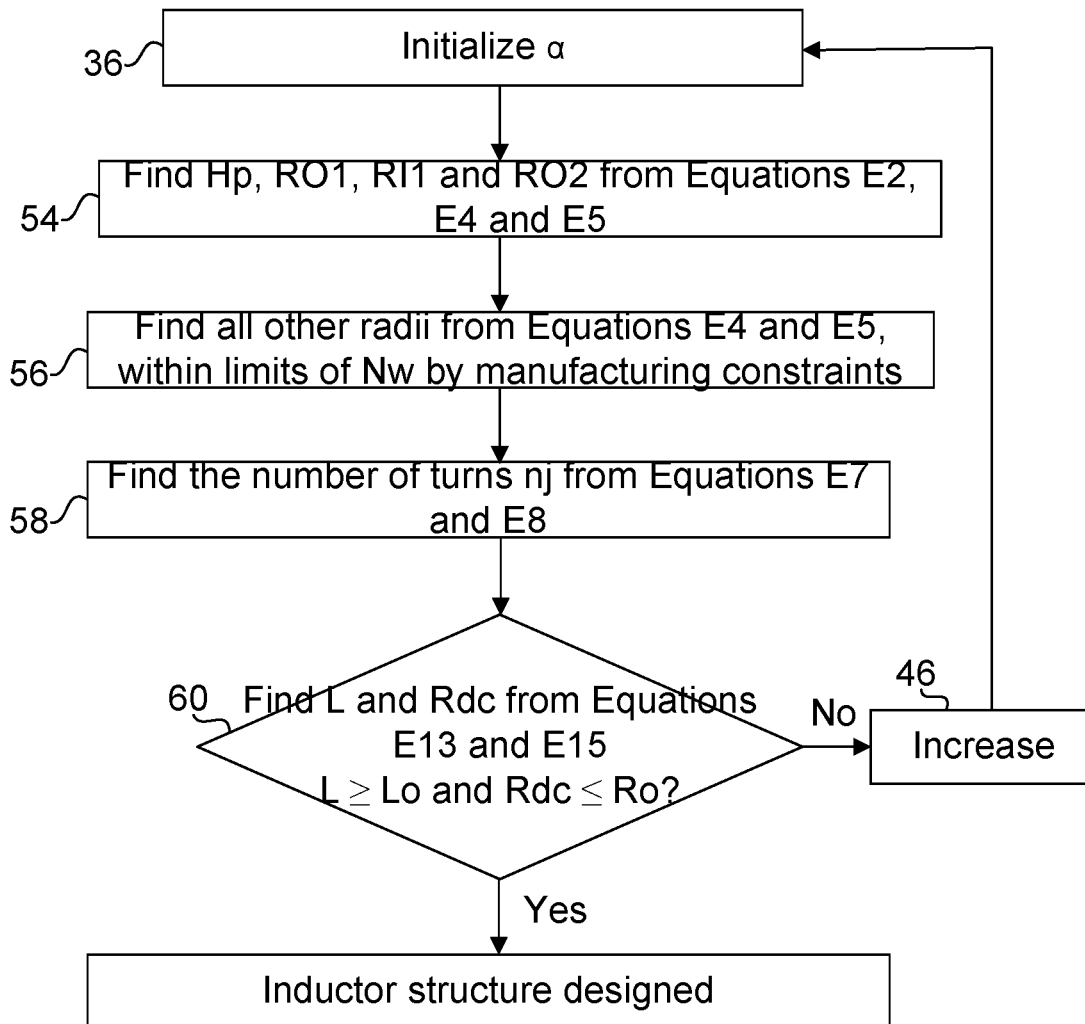 36
Initialize α
54
Find Hp, RO1, RI1 and RO2 from Equations E2,
E4 and E5
56
Find all other radii from Equations E4 and E5,
within limits of Nw by manufacturing constraints
58
Find the number of turns nj from Equations E7
and E8
60
Find L and Rdc from Equations
E13 and E15
L ≥ Lo and Rdc ≤ Ro?
No
46
Increase
Yes
Inductor structure designed